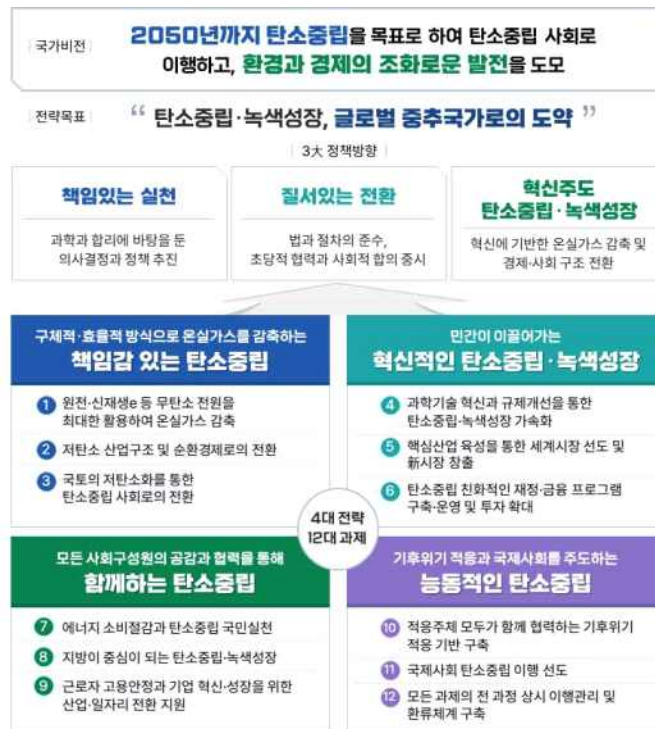 국가비전
2050년까지 탄소중립을 목표로 하여 탄소중립 사회로
이행하고, 환경과 경제의 조화로운 발전을 도모
전략목표
“ 탄소중립·녹색성장, 글로벌 중추국가로의 도약 ”
3大 정책방향
책임있는 실천
과학과 합리에 바탕을 둔
의사결정과 정책 추진
질서있는 전환
법과 절차의 준수,
초당적 협력과 사회적 합의 중시
혁신주도
탄소중립·녹색성장
혁신에 기반한 온실가스 감축 및
경제·사회 구조 전환
구체적·효율적 방식으로 온실가스를 감축하는
책임감 있는 탄소중립
1 원전·신재생e 등 무탄소 전원을
최대한 활용하여 온실가스 감축
2 저탄소 산업구조 및 순환경제로의 전환
3 국토의 저탄소화를 통한
탄소중립 사회로의 전환
민간이 이끌어가는
혁신적인 탄소중립·녹색성장
4 과학기술 혁신과 규제개선을 통한
탄소중립·녹색성장 가속화
5 핵심산업 육성을 통한 세계시장 선도 및
新시장 창출
6 탄소중립 친화적인 재정·금융 프로그램
구축·운영 및 투자 확대
4대 전략
12대 과제
모든 사회구성원의 공감과 협력을 통해
함께하는 탄소중립
7 에너지 소비절감과 탄소중립 국민실천
8 지방이 중심이 되는 탄소중립·녹색성장
9 근로자 고용안정과 기업 혁신·성장을 위한
산업·일자리 전환 지원
기후위기 적응과 국제사회를 주도하는
능동적인 탄소중립
10 적응주체 모두가 함께 협력하는 기후위기
적응 기반 구축
11 국제사회 탄소중립 이행 선도
12 모든 과제의 전 과정 상시 이행관리 및
환류체계 구축